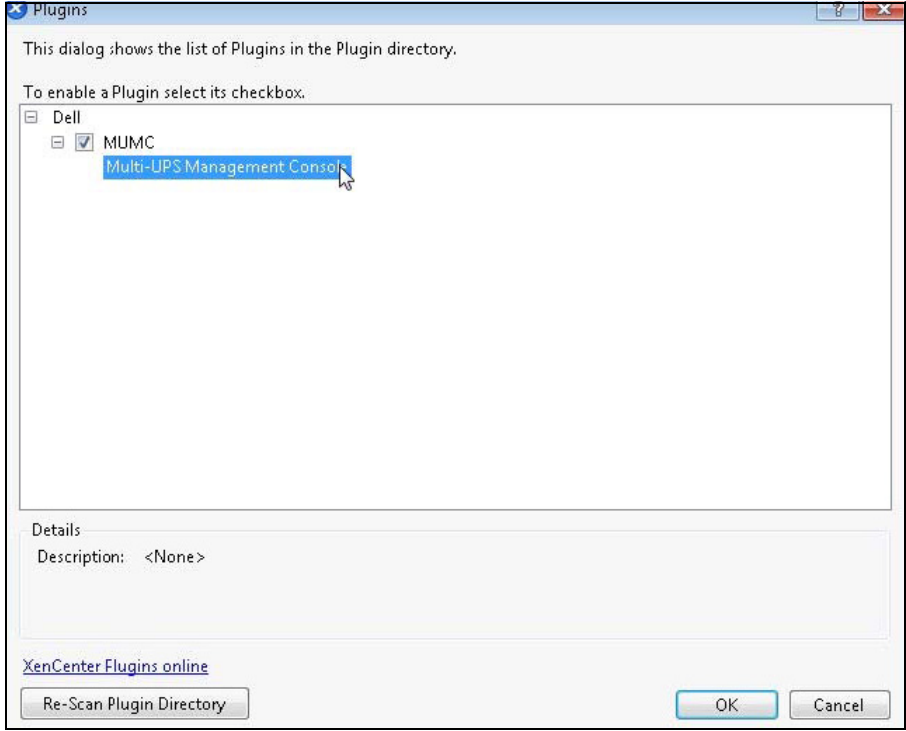 Plugins
This dialog shows the list of Plugins in the Plugin directory.
To enable a Plugin select its checkbox.
Dell
MUMC
Multi-UPS Management Console
Details
Description: <None>
XenCenter Plugins online
Re-Scan Plugin Directory
OK Cancel